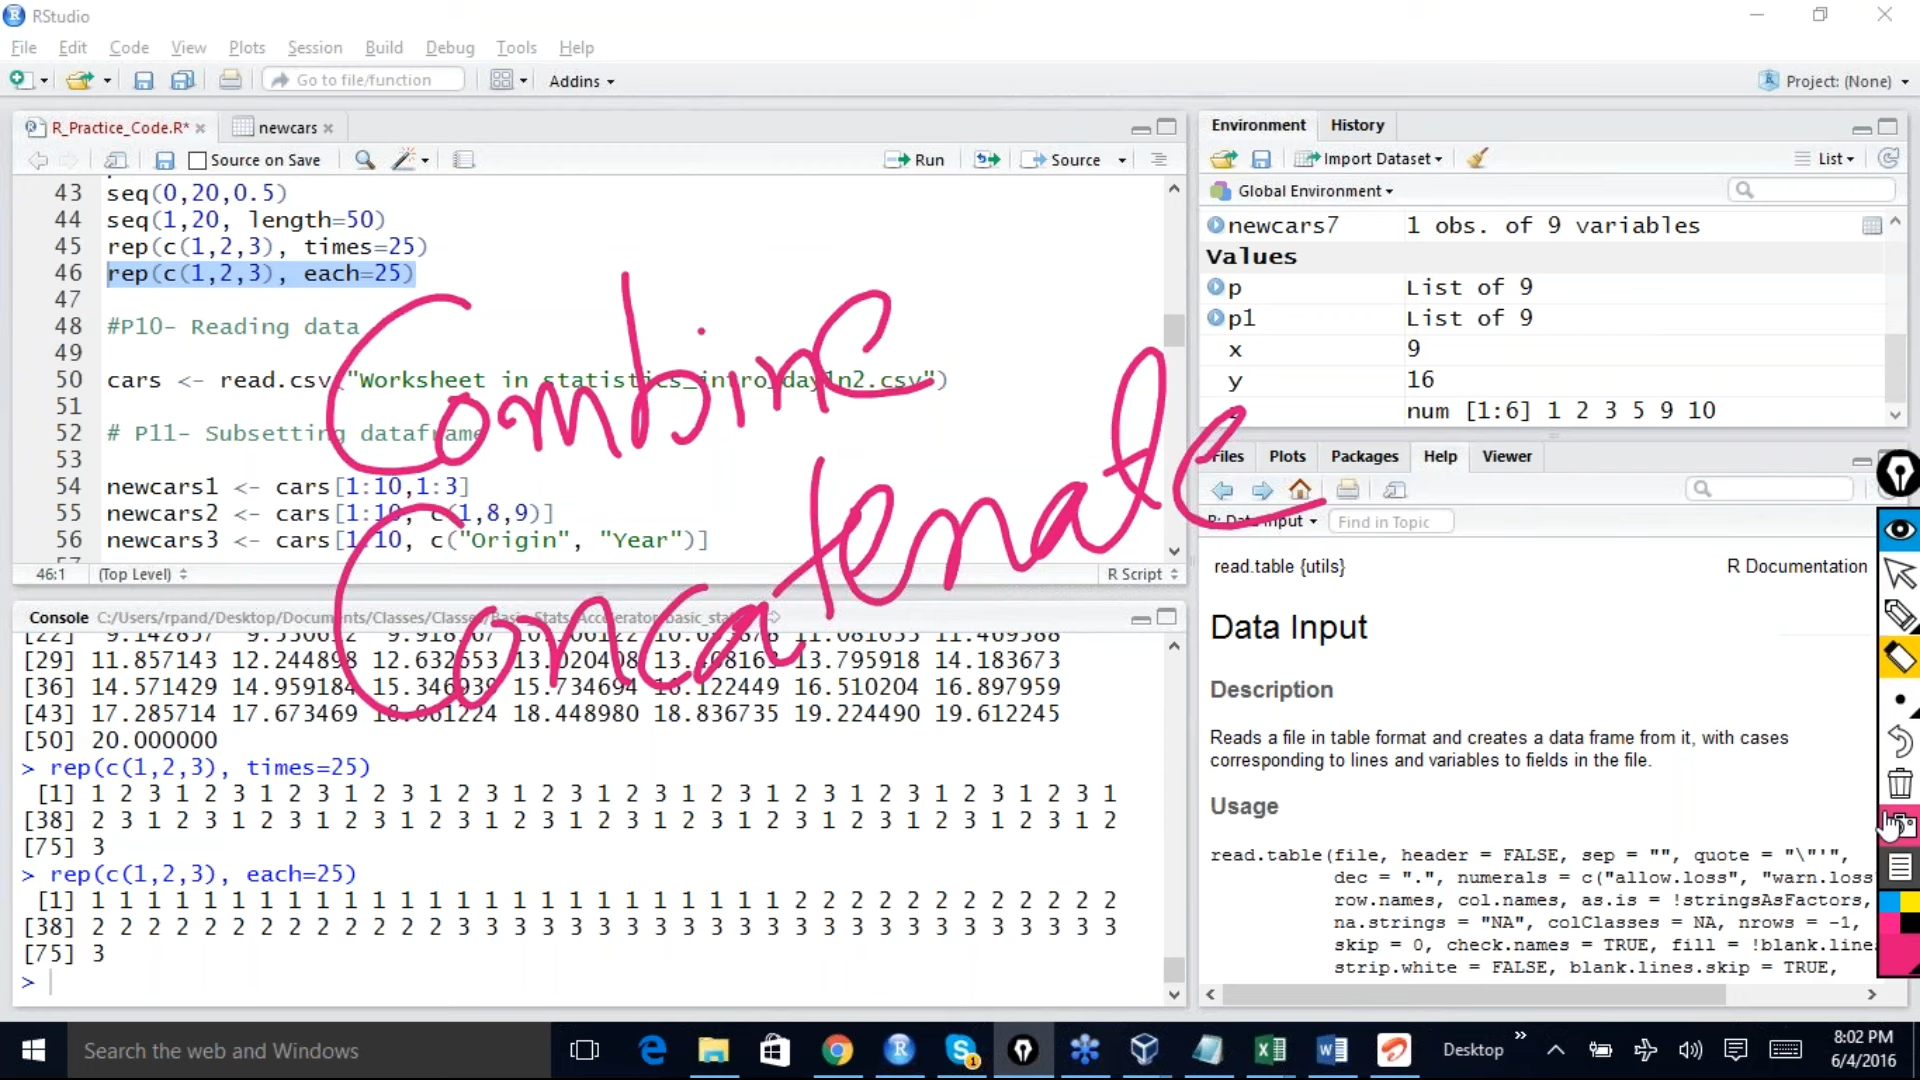 RStudio
File Edit Code View Plots Session Build Debug Tools Help
Go to file/function Addins Project: (None)
R_Practice_Code.R* newcars
Source on Save Run Source
43 seq(0,20,0.5)
44 seq(1,20, length=50)
45 rep(c(1,2,3), times=25)
46 rep(c(1,2,3), each=25)
47
48 #P10- Reading data
49
50 cars <- read.csv("Worksheet in statistics_intro_day1n2.csv")
51
52 # P11- Subsetting dataframe
53
54 newcars1 <- cars[1:10,1:3]
55 newcars2 <- cars[1:10, c(1,8,9)]
56 newcars3 <- cars[1:10, c("Origin", "Year")]
46:1 (Top Level) R Script
Combine
Concatenate
Console C:/Users/rpand/Desktop/Documents/Classes/Classes/Basic_Stats/Accelerator/basic_sta
[29] 11.857143 12.244898 12.632653 13.020408 13.408163 13.795918 14.183673
[36] 14.571429 14.959184 15.346939 15.734694 16.122449 16.510204 16.897959
[43] 17.285714 17.673469 18.061224 18.448980 18.836735 19.224490 19.612245
[50] 20.000000
> rep(c(1,2,3), times=25)
[1] 1 2 3 1 2 3 1 2 3 1 2 3 1 2 3 1 2 3 1 2 3 1 2 3 1 2 3 1 2 3 1 2 3 1 2 3 1
[38] 2 3 1 2 3 1 2 3 1 2 3 1 2 3 1 2 3 1 2 3 1 2 3 1 2 3 1 2 3 1 2 3 1 2 3 1 2
[75] 3
> rep(c(1,2,3), each=25)
[1] 1 1 1 1 1 1 1 1 1 1 1 1 1 1 1 1 1 1 1 1 1 1 1 1 1 2 2 2 2 2 2 2 2 2 2 2 2
[38] 2 2 2 2 2 2 2 2 2 2 2 2 2 3 3 3 3 3 3 3 3 3 3 3 3 3 3 3 3 3 3 3 3 3 3 3 3
[75] 3
>
Environment History
Import Dataset List
Global Environment
newcars7 1 obs. of 9 variables
Values
p List of 9
p1 List of 9
x 9
y 16
num [1:6] 1 2 3 5 9 10
Files Plots Packages Help Viewer
R: Data Input Find in Topic
read.table {utils} R Documentation
Data Input
Description
Reads a file in table format and creates a data frame from it, with cases
corresponding to lines and variables to fields in the file.
Usage
read.table(file, header = FALSE, sep = "", quote = "\"'",
dec = ".", numerals = c("allow.loss", "warn.loss
row.names, col.names, as.is = !stringsAsFactors,
na.strings = "NA", colClasses = NA, nrows = -1,
skip = 0, check.names = TRUE, fill = !blank.line
strip.white = FALSE, blank.lines.skip = TRUE,
Search the web and Windows
Desktop
8:02 PM
6/4/2016